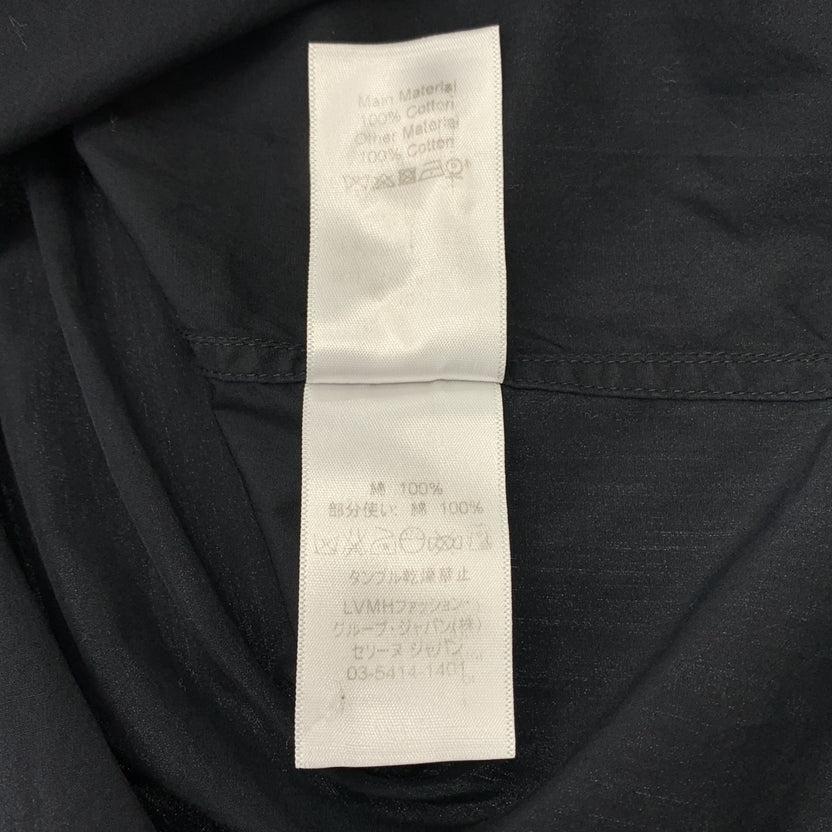 Main Material
100% Cotton
Other Material
100% Cotton
綿 100%
部分使い: 綿 100%
タンブル乾燥禁止
LVMHファッション・
グループ・ジャパン(株)
セリーヌ ジャパン
03-5414-1401